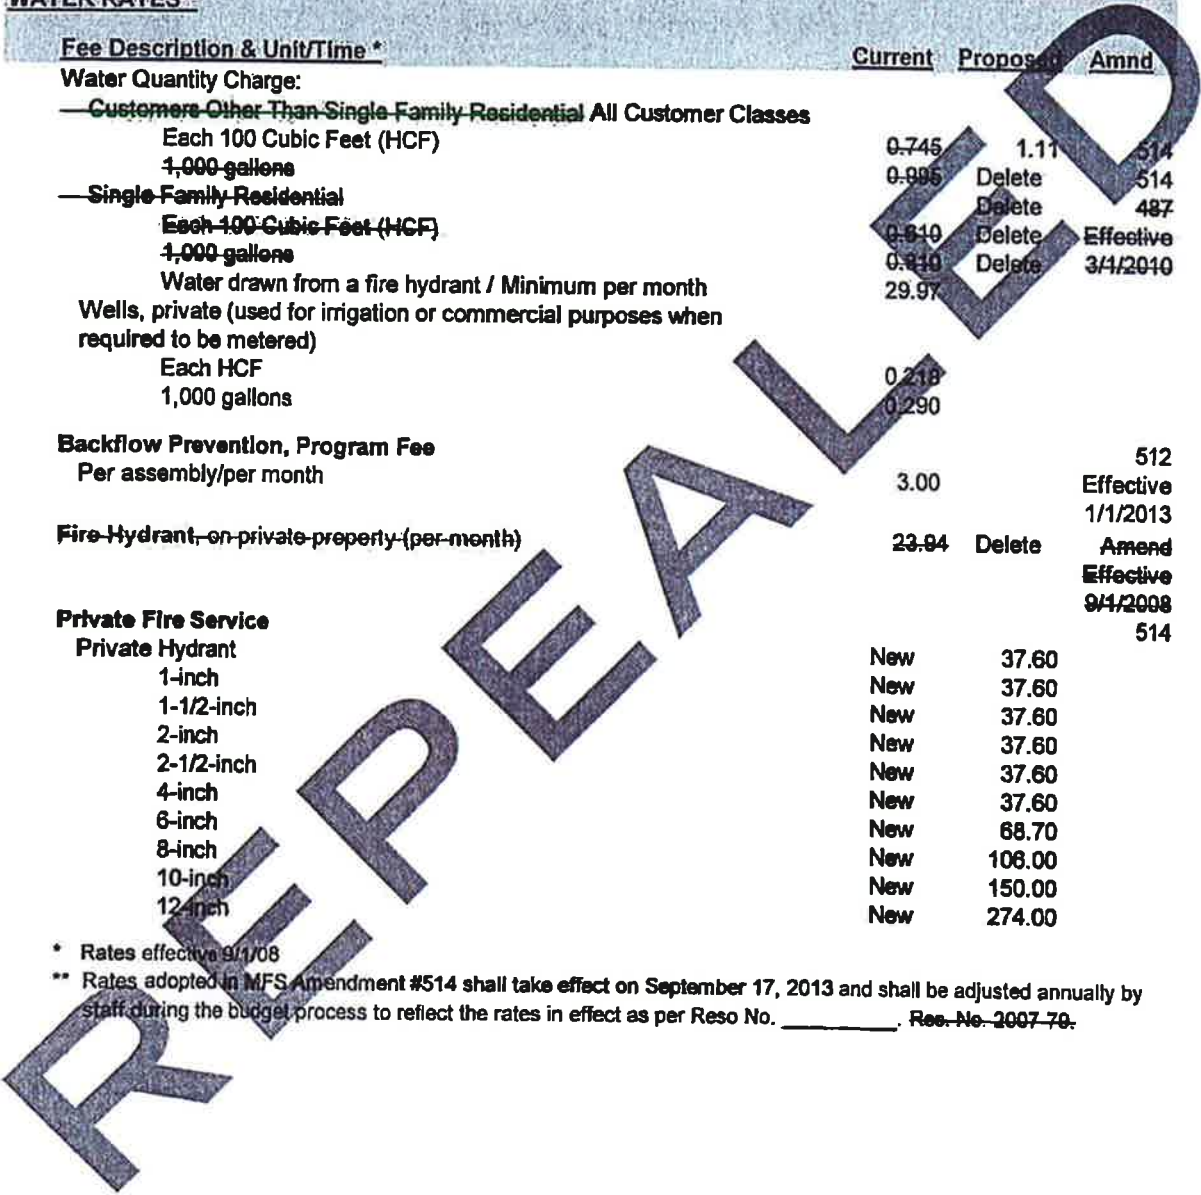 WATER RATES
Fee Description & Unit/Time * Current Proposed Amnd
Water Quantity Charge:
Customers Other Than Single Family Residential All Customer Classes
Each 100 Cubic Feet (HCF) 0.745 1.11 514
1,000 gallons 0.995 Delete 514
Single Family Residential Delete 487
Each 100 Cubic Feet (HCF) 0.610 Delete Effective
1,000 gallons 0.810 Delete 3/1/2010
Water drawn from a fire hydrant / Minimum per month 29.97
Wells, private (used for irrigation or commercial purposes when
required to be metered)
Each HCF 0.218
1,000 gallons 0.290
Backflow Prevention, Program Fee 512
Per assembly/per month 3.00 Effective
1/1/2013
Fire Hydrant, on private property (per month) 23.94 Delete Amend
Effective
9/1/2008
Private Fire Service 514
Private Hydrant New 37.60
1-inch New 37.60
1-1/2-inch New 37.60
2-inch New 37.60
2-1/2-inch New 37.60
4-inch New 37.60
6-inch New 68.70
8-inch New 106.00
10-inch New 150.00
12-inch New 274.00
* Rates effective 9/1/08
** Rates adopted in MFS Amendment #514 shall take effect on September 17, 2013 and shall be adjusted annually by
staff during the budget process to reflect the rates in effect as per Reso No. __________. Res. No. 2007-79.
REPEALED